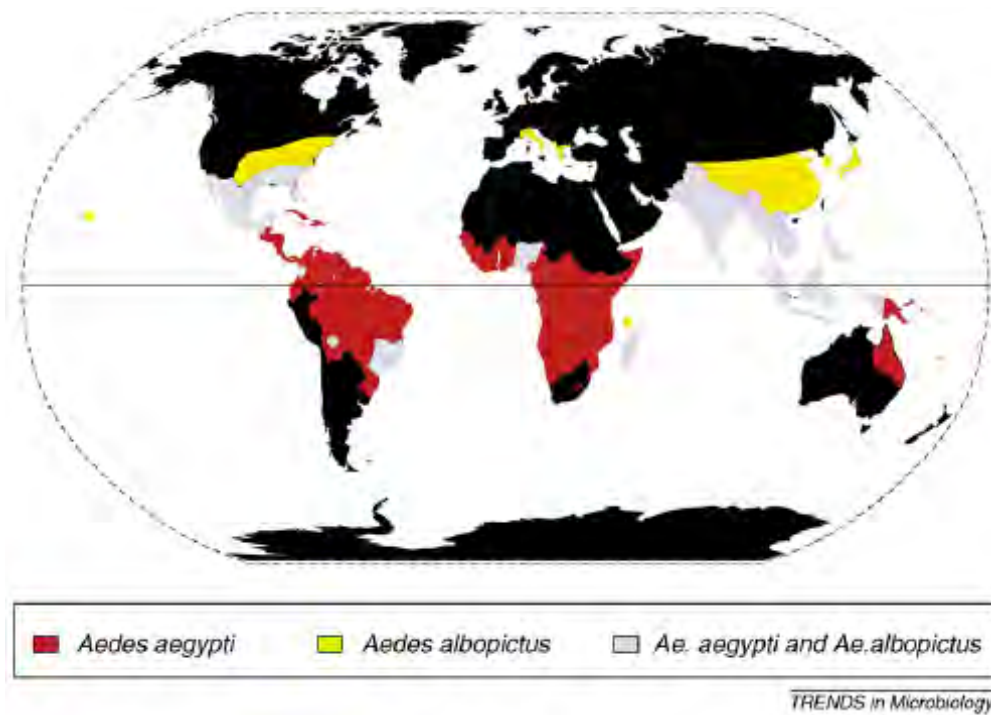 Aedes aegypti
Aedes albopictus
Ae. aegypti and Ae.albopictus
TRENDS in Microbiology